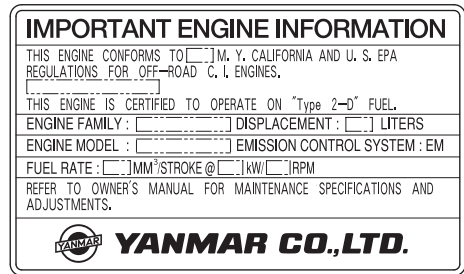 IMPORTANT ENGINE INFORMATION
THIS ENGINE CONFORMS TO M. Y. CALIFORNIA AND U. S. EPA
REGULATIONS FOR OFF-ROAD C. I. ENGINES.
THIS ENGINE IS CERTIFIED TO OPERATE ON "Type 2-D" FUEL.
ENGINE FAMILY : DISPLACEMENT : LITERS
ENGINE MODEL : EMISSION CONTROL SYSTEM : EM
FUEL RATE : MM³/STROKE @ kW/ RPM
REFER TO OWNER'S MANUAL FOR MAINTENANCE SPECIFICATIONS AND
ADJUSTMENTS.
YANMAR YANMAR CO.,LTD.